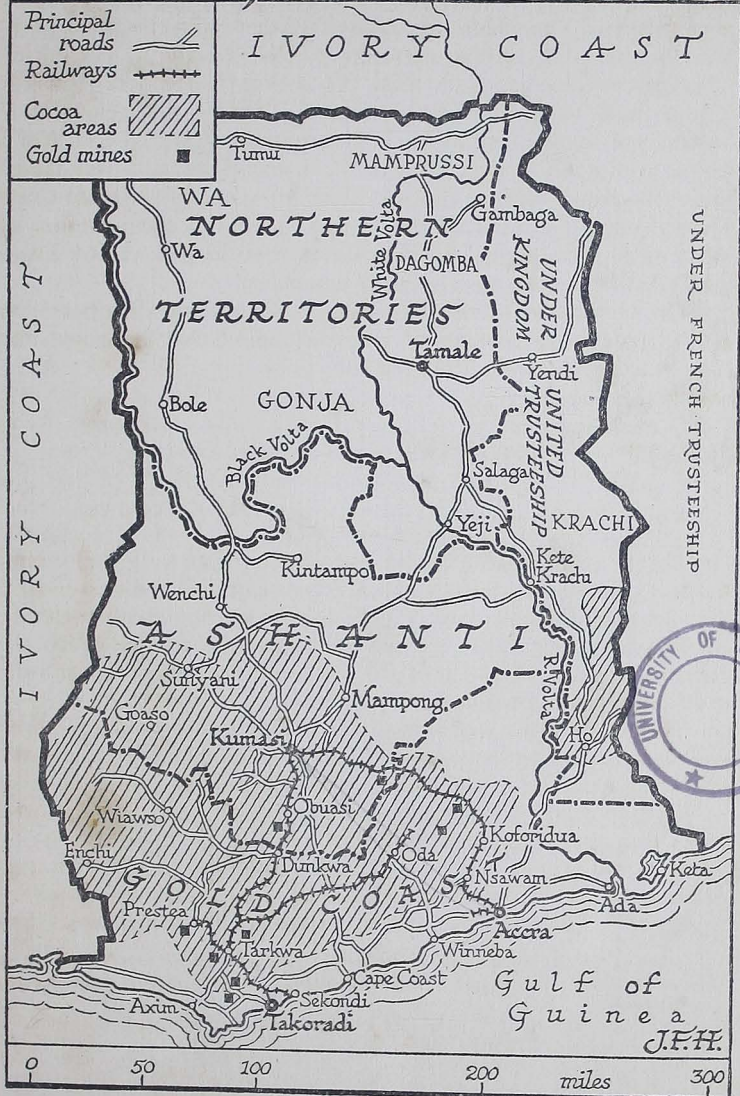 Principal
roads
Railways
Cocoa
areas
Gold mines
IVORY COAST
Tumu
MAMPRUSSI
WA
NORTHERN
Gambaga
Wa
White Volta
DAGOMBA
UNDER
KINGDOM
UNDER FRENCH TRUSTEESHIP
TERRITORIES
IVORY COAST
Tamale
Yendi
Bole
GONJA
UNITED
TRUSTEESHIP
Black Volta
Salaga
Yeji
KRACHI
Kintampo
Kete
Krachi
Wenchi
ASHANTI
Sunyani
UNIVERSITY OF
R. Volta
Mampong
Goaso
Kumasi
Ho
Wiawso
Obuasi
Koforidua
Enchi
Dunkwa
Oda
GOLD COAST
Nsawam
Keta
Ada
Prestea
Accra
Tarkwa
Winneba
Cape Coast
Gulf of
Guinea
Axim
Sekondi
Takoradi
J.F.H.
0 50 100 200 miles 300